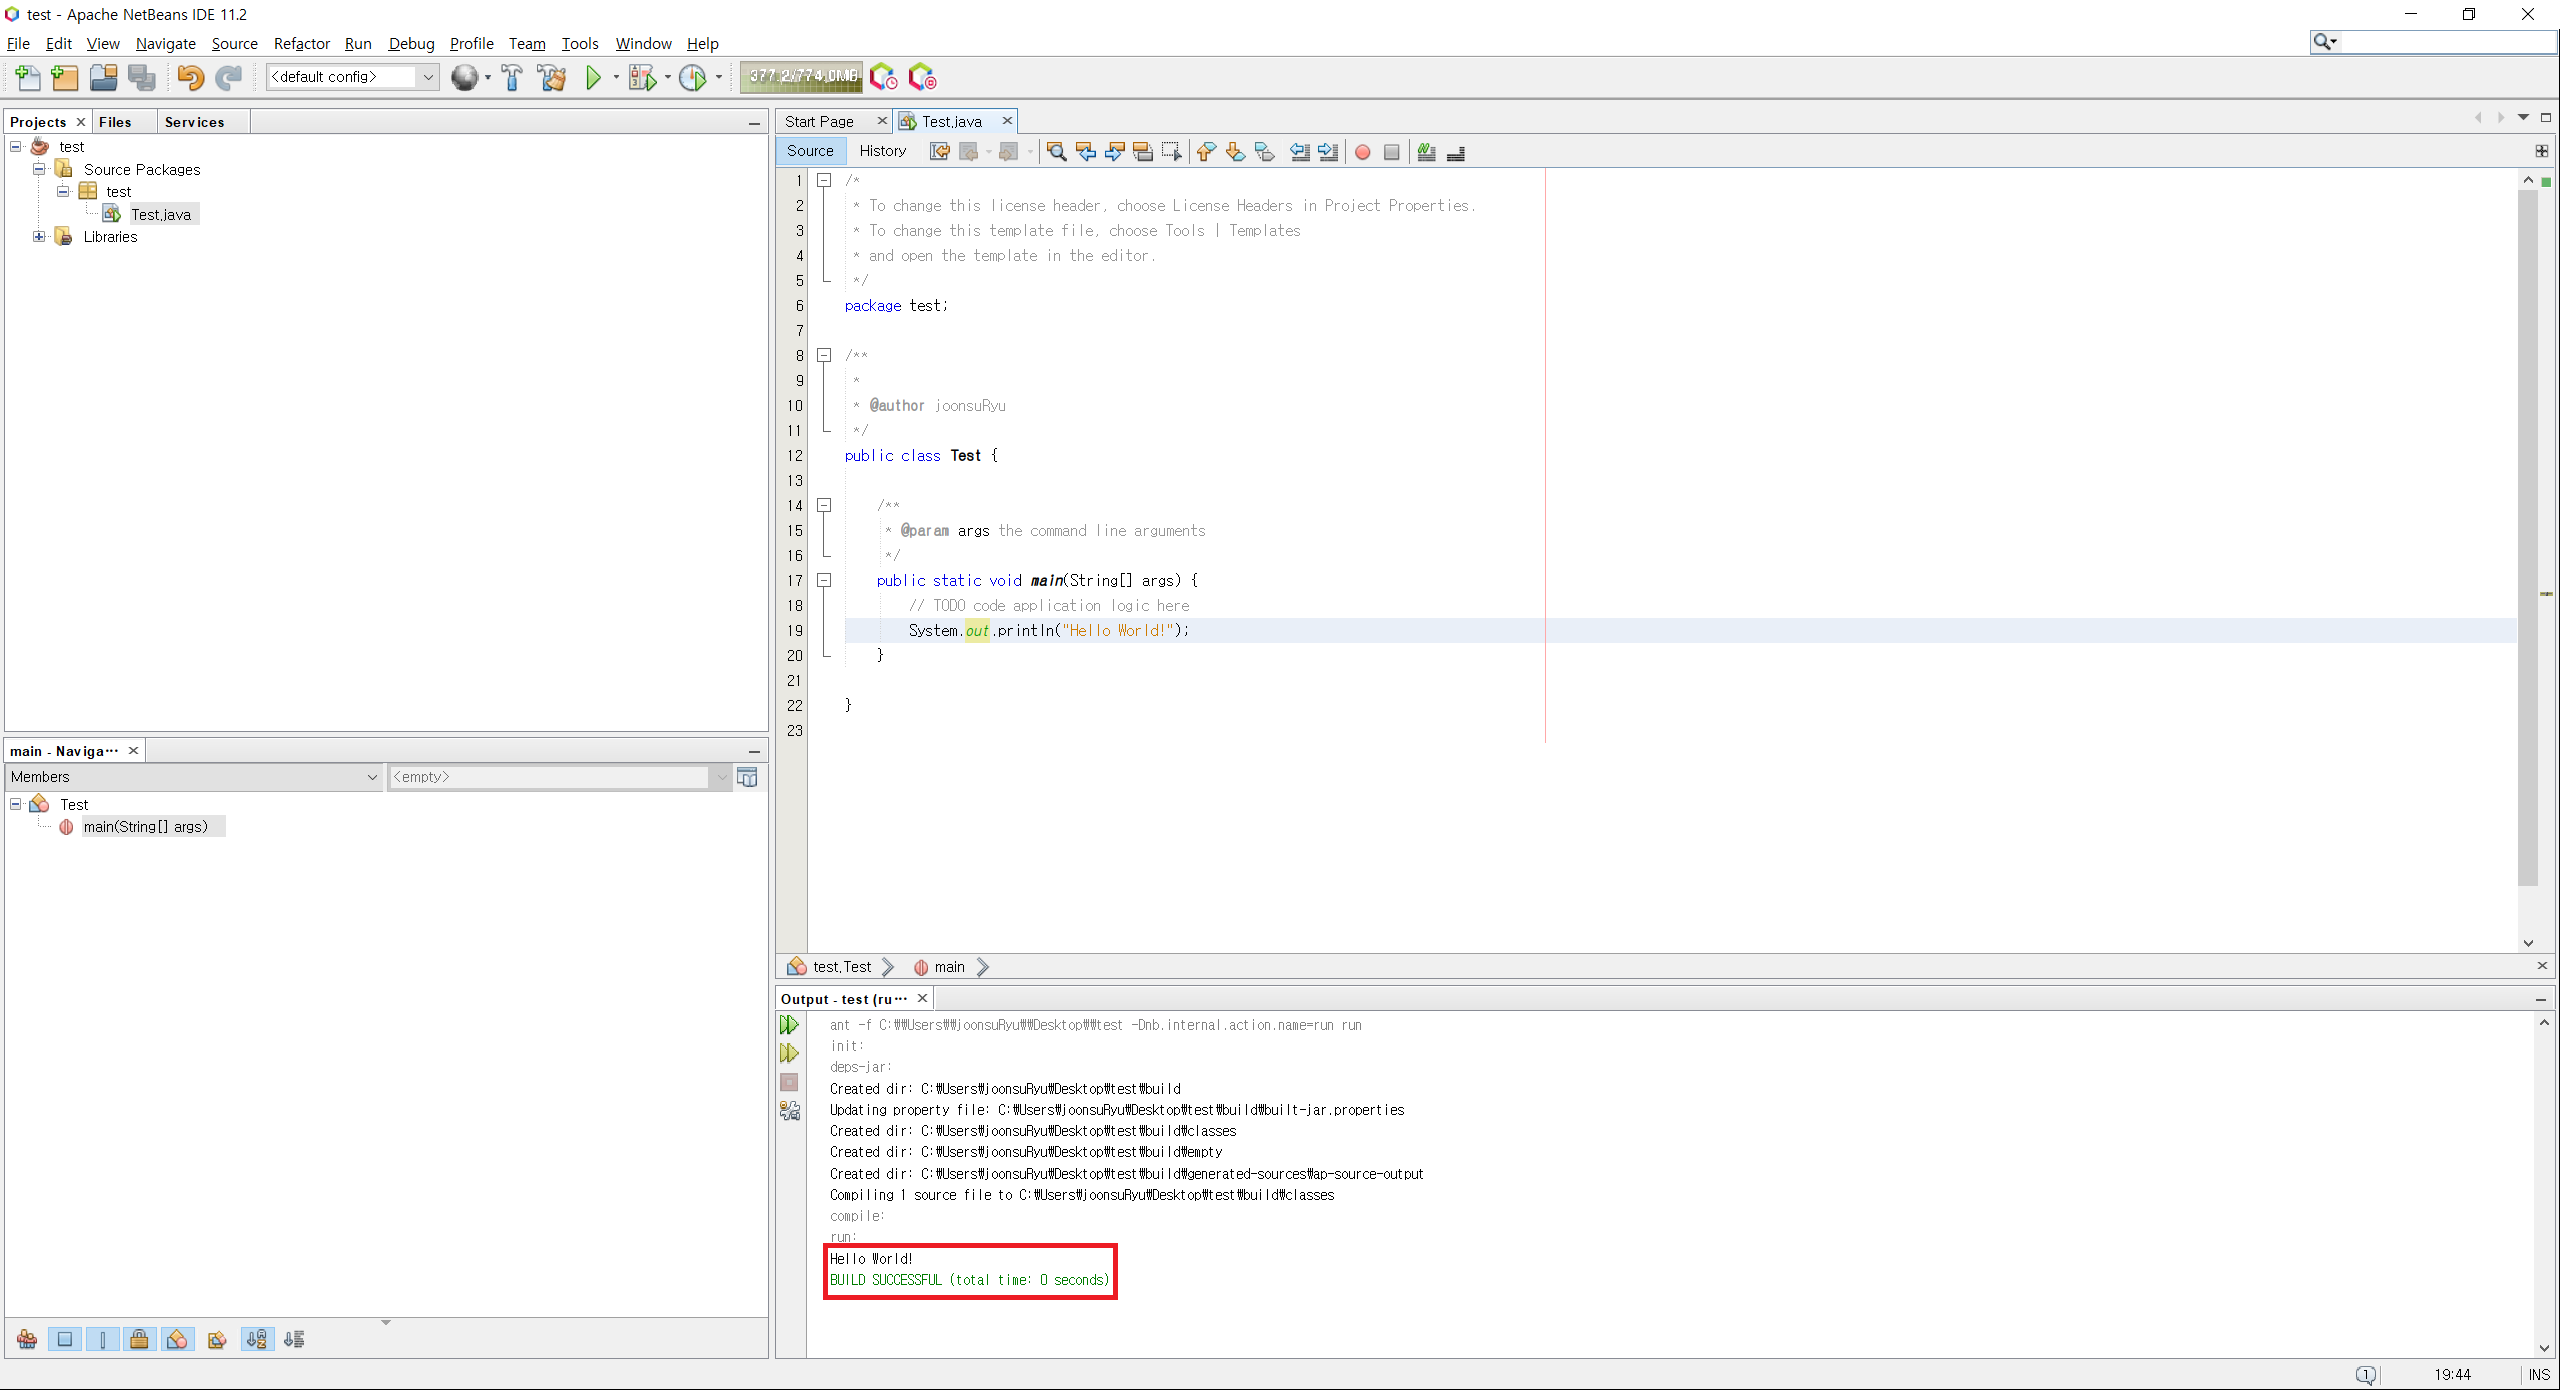 test - Apache NetBeans IDE 11.2
File Edit View Navigate Source Refactor Run Debug Profile Team Tools Window Help
<default config>
377.2/774.0MB
Projects Files Services
test
Source Packages
test
Test.java
Libraries
main - Naviga···
Members <empty>
Test
main(String[] args)
Start Page Test.java
Source History
1 /*
2 * To change this license header, choose License Headers in Project Properties.
3 * To change this template file, choose Tools | Templates
4 * and open the template in the editor.
5 */
6 package test;
7
8 /**
9 *
10 * @author joonsuRyu
11 */
12 public class Test {
13
14 /**
15 * @param args the command line arguments
16 */
17 public static void main(String[] args) {
18 // TODO code application logic here
19 System.out.println("Hello World!");
20 }
21
22 }
23
test.Test main
Output - test (ru···
ant -f C:₩₩Users₩₩joonsuRyu₩₩Desktop₩₩test -Dnb.internal.action.name=run run
init:
deps-jar:
Created dir: C:₩Users₩joonsuRyu₩Desktop₩test₩build
Updating property file: C:₩Users₩joonsuRyu₩Desktop₩test₩build₩built-jar.properties
Created dir: C:₩Users₩joonsuRyu₩Desktop₩test₩build₩classes
Created dir: C:₩Users₩joonsuRyu₩Desktop₩test₩build₩empty
Created dir: C:₩Users₩joonsuRyu₩Desktop₩test₩build₩generated-sources₩ap-source-output
Compiling 1 source file to C:₩Users₩joonsuRyu₩Desktop₩test₩build₩classes
compile:
run:
Hello World!
BUILD SUCCESSFUL (total time: 0 seconds)
1 19:44 INS